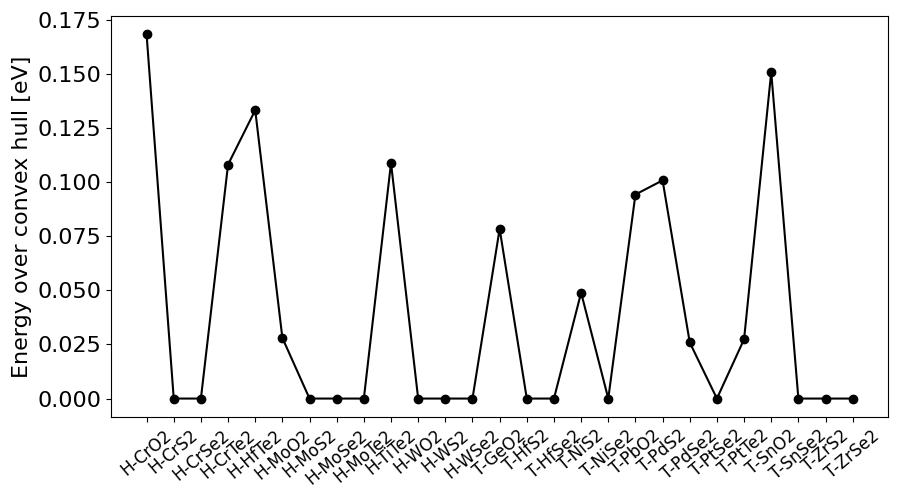 Energy over convex hull [eV]
0.175
0.150
0.125
0.100
0.075
0.050
0.025
0.000
H-CrO2
H-CrS2
H-CrSe2
H-CrTe2
H-HfTe2
H-MoO2
H-MoS2
H-MoSe2
H-MoTe2
H-TiTe2
H-WO2
H-WS2
H-WSe2
T-GeO2
T-HfS2
T-HfSe2
T-NiS2
T-NiSe2
T-PbO2
T-PdS2
T-PdSe2
T-PtSe2
T-PtTe2
T-SnO2
T-SnSe2
T-ZrS2
T-ZrSe2